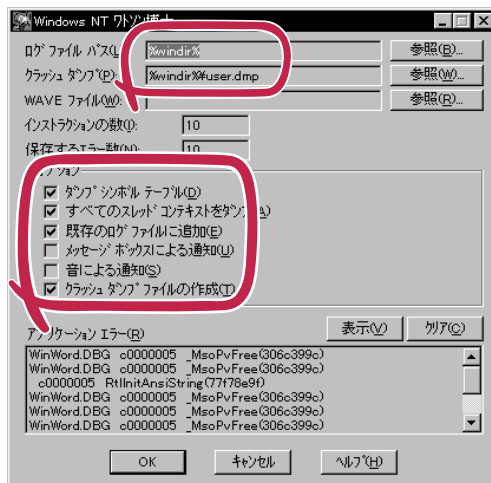 Windows NT ワトソン博士
ログ ファイル パス(L): %windir% 参照(B)...
クラッシュ ダンプ(P): %windir%¥user.dmp 参照(W)...
WAVE ファイル(W): 参照(R)...
インストラクションの数(I): 10
保存するエラー数(N): 10
オプション
ダンプ シンボル テーブル(D)
すべてのスレッド コンテキストをダンプ(A)
既存のログ ファイルに追加(E)
メッセージ ボックスによる通知(U)
音による通知(S)
クラッシュ ダンプ ファイルの作成(T)
アプリケーション エラー(R) 表示(V) クリア(C)
WinWord.DBG c0000005 _MsoPvFree(306c399c)
WinWord.DBG c0000005 _MsoPvFree(306c399c)
c0000005 RtlInitAnsiString(77f78e9f)
WinWord.DBG c0000005 _MsoPvFree(306c399c)
WinWord.DBG c0000005 _MsoPvFree(306c399c)
WinWord.DBG c0000005 _MsoPvFree(306c399c)
OK キャンセル ヘルプ(H)